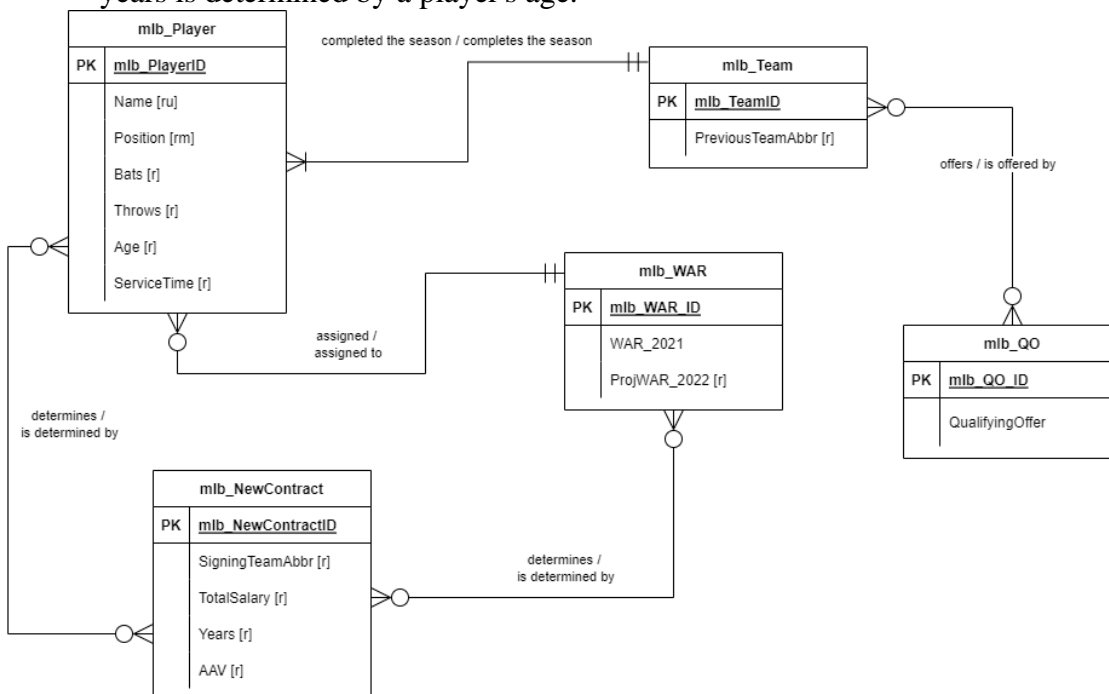 years is determined by a player's age.
mlb_Player
PK mlb_PlayerID
Name [ru]
Position [rm]
Bats [r]
Throws [r]
Age [r]
ServiceTime [r]
completed the season / completes the season
mlb_Team
PK mlb_TeamID
PreviousTeamAbbr [r]
offers / is offered by
mlb_WAR
PK mlb_WAR_ID
WAR_2021
ProjWAR_2022 [r]
assigned /
assigned to
mlb_QO
PK mlb_QO_ID
QualifyingOffer
determines /
is determined by
mlb_NewContract
PK mlb_NewContractID
SigningTeamAbbr [r]
TotalSalary [r]
Years [r]
AAV [r]
determines /
is determined by